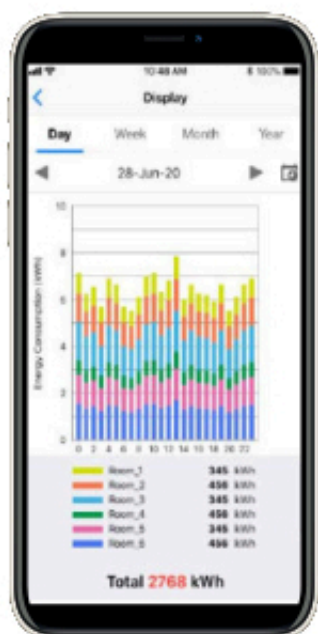 10:48 AM 100%
Display
Day Week Month Year
28-Jun-20
Energy Consumption (kWh)
10
8
6
4
2
0
0 2 4 6 8 10 12 14 16 18 20 22
Room_1 345 kWh
Room_2 456 kWh
Room_3 345 kWh
Room_4 456 kWh
Room_5 345 kWh
Room_6 456 kWh
Total 2768 kWh